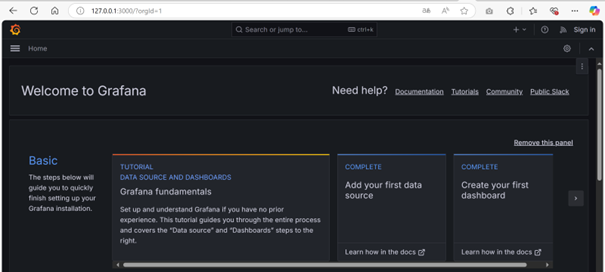 127.0.0.1:3000/?orgId=1
Search or jump to...
ctrl+k
Sign in
Home
Welcome to Grafana
Need help?
Documentation
Tutorials
Community
Public Slack
Remove this panel
Basic
The steps below will
guide you to quickly
finish setting up your
Grafana installation.
TUTORIAL
DATA SOURCE AND DASHBOARDS
Grafana fundamentals
Set up and understand Grafana if you have no prior
experience. This tutorial guides you through the entire process
and covers the “Data source” and “Dashboards” steps to the
right.
COMPLETE
Add your first data
source
Learn how in the docs
COMPLETE
Create your first
dashboard
Learn how in the docs